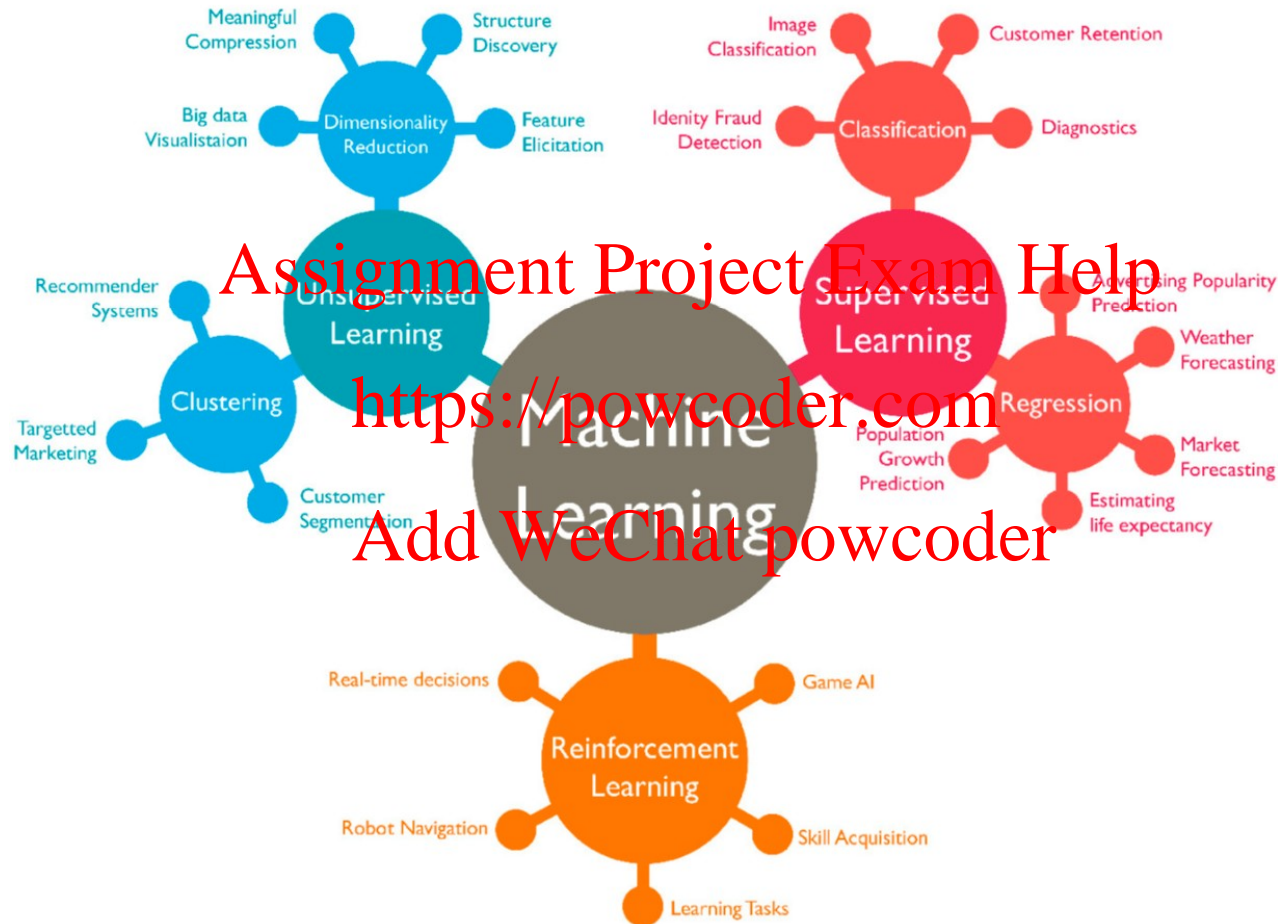 Meaningful
Compression
Structure
Discovery
Big data
Visualistaion
Dimensionality
Reduction
Feature
Elicitation
Image
Classification
Customer Retention
Idenity Fraud
Detection
Classification
Diagnostics
Assignment Project Exam Help
Recommender
Systems
Unsupervised
Learning
Supervised
Learning
Advertising Popularity
Prediction
Weather
Forecasting
Clustering
https://powcoder.com
Machine
Learning
Regression
Targetted
Marketing
Population
Growth
Prediction
Market
Forecasting
Customer
Segmentation
Estimating
life expectancy
Add WeChat powcoder
Real-time decisions
Game AI
Reinforcement
Learning
Robot Navigation
Skill Acquisition
Learning Tasks